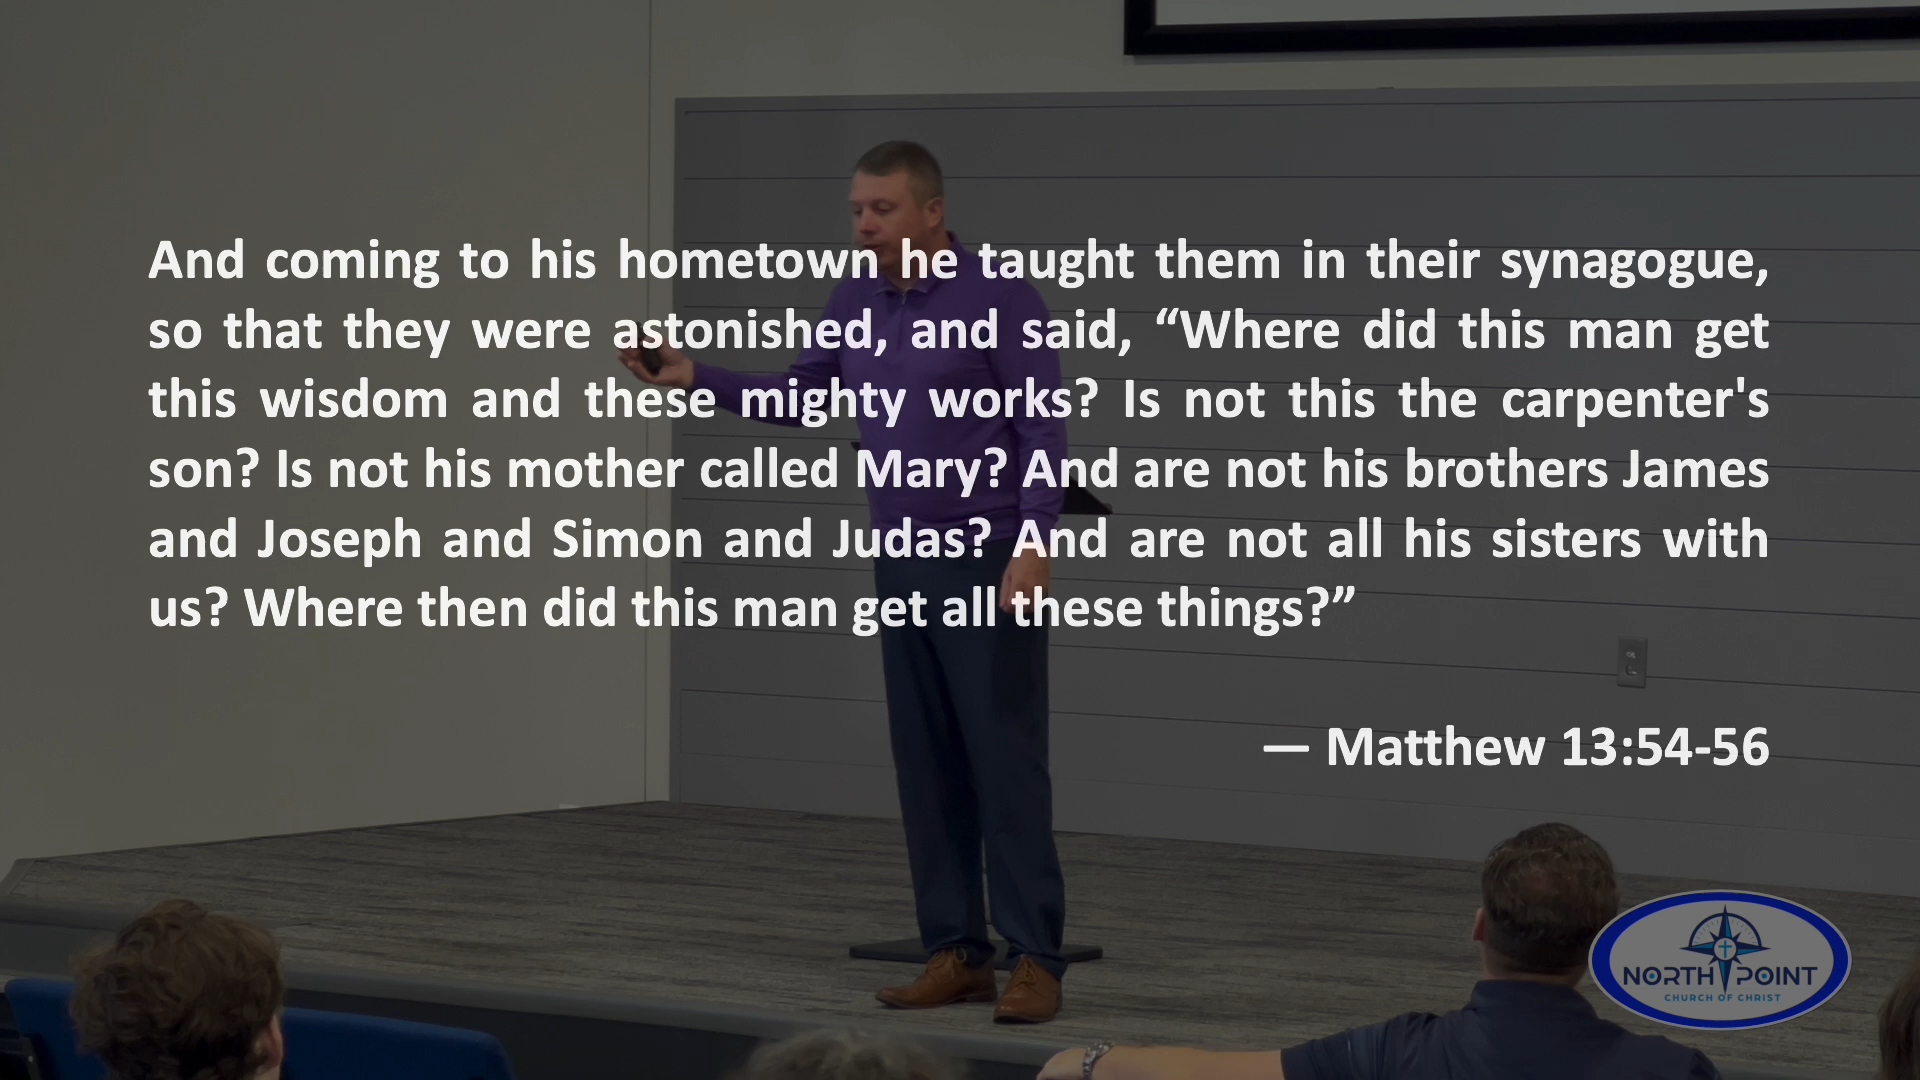 And coming to his hometown he taught them in their synagogue,
so that they were astonished, and said, “Where did this man get
this wisdom and these mighty works? Is not this the carpenter's
son? Is not his mother called Mary? And are not his brothers James
and Joseph and Simon and Judas? And are not all his sisters with
us? Where then did this man get all these things?”
— Matthew 13:54-56
NORTH POINT
CHURCH OF CHRIST